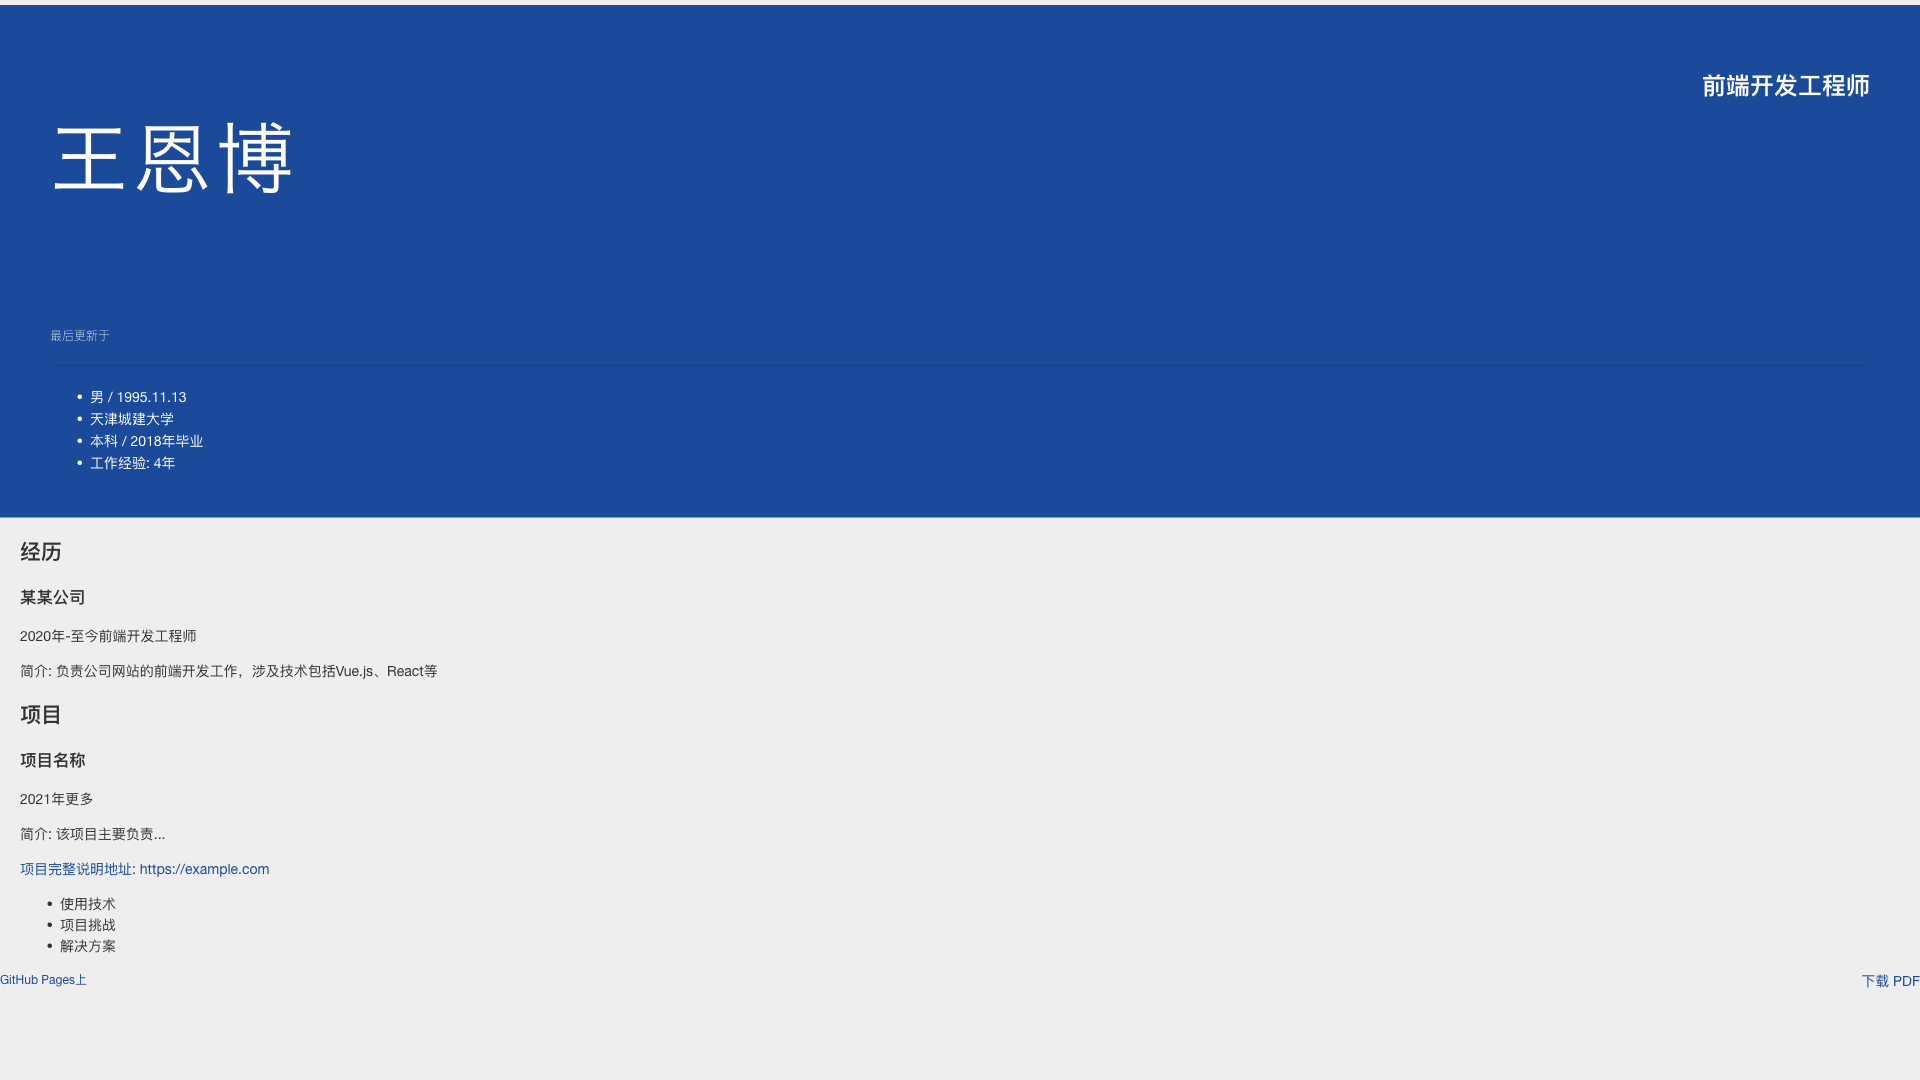 前端开发工程师
王恩博
最后更新于
男 / 1995.11.13
天津城建大学
本科 / 2018年毕业
工作经验: 4年
经历
某某公司
2020年-至今前端开发工程师
简介: 负责公司网站的前端开发工作，涉及技术包括Vue.js、React等
项目
项目名称
2021年更多
简介: 该项目主要负责...
项目完整说明地址: https://example.com
使用技术
项目挑战
解决方案
GitHub Pages上
下载 PDF